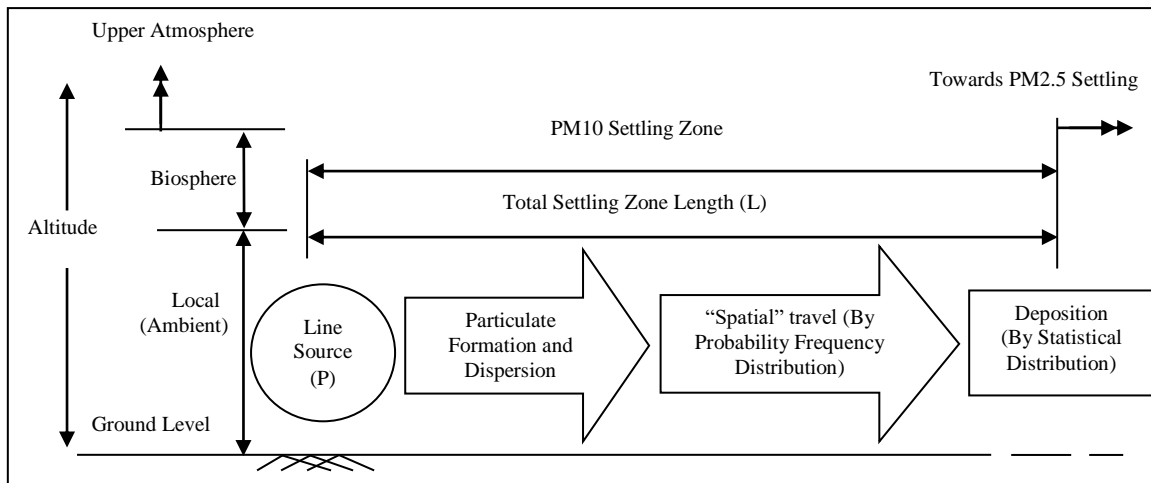 Upper Atmosphere
Towards PM2.5 Settling
PM10 Settling Zone
Biosphere
Total Settling Zone Length (L)
Altitude
Local
(Ambient)
Line
Source
(P)
Particulate
Formation and
Dispersion
“Spatial” travel (By
Probability Frequency
Distribution)
Deposition
(By Statistical
Distribution)
Ground Level